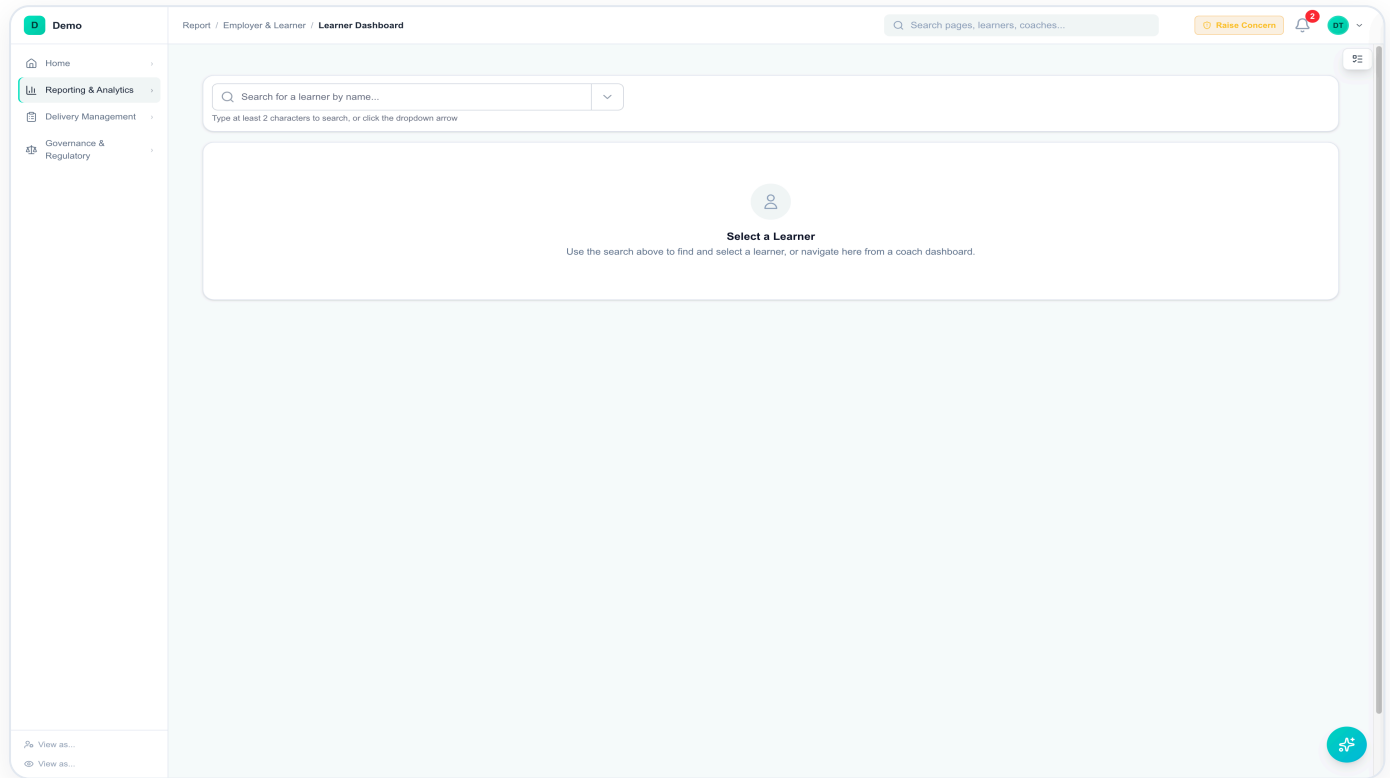 D Demo
Report / Employer & Learner / Learner Dashboard
Search pages, learners, coaches...
Raise Concern
2
DT
Home
Reporting & Analytics
Delivery Management
Governance &
Regulatory
Search for a learner by name...
Type at least 2 characters to search, or click the dropdown arrow
Select a Learner
Use the search above to find and select a learner, or navigate here from a coach dashboard.
View as...
View as...